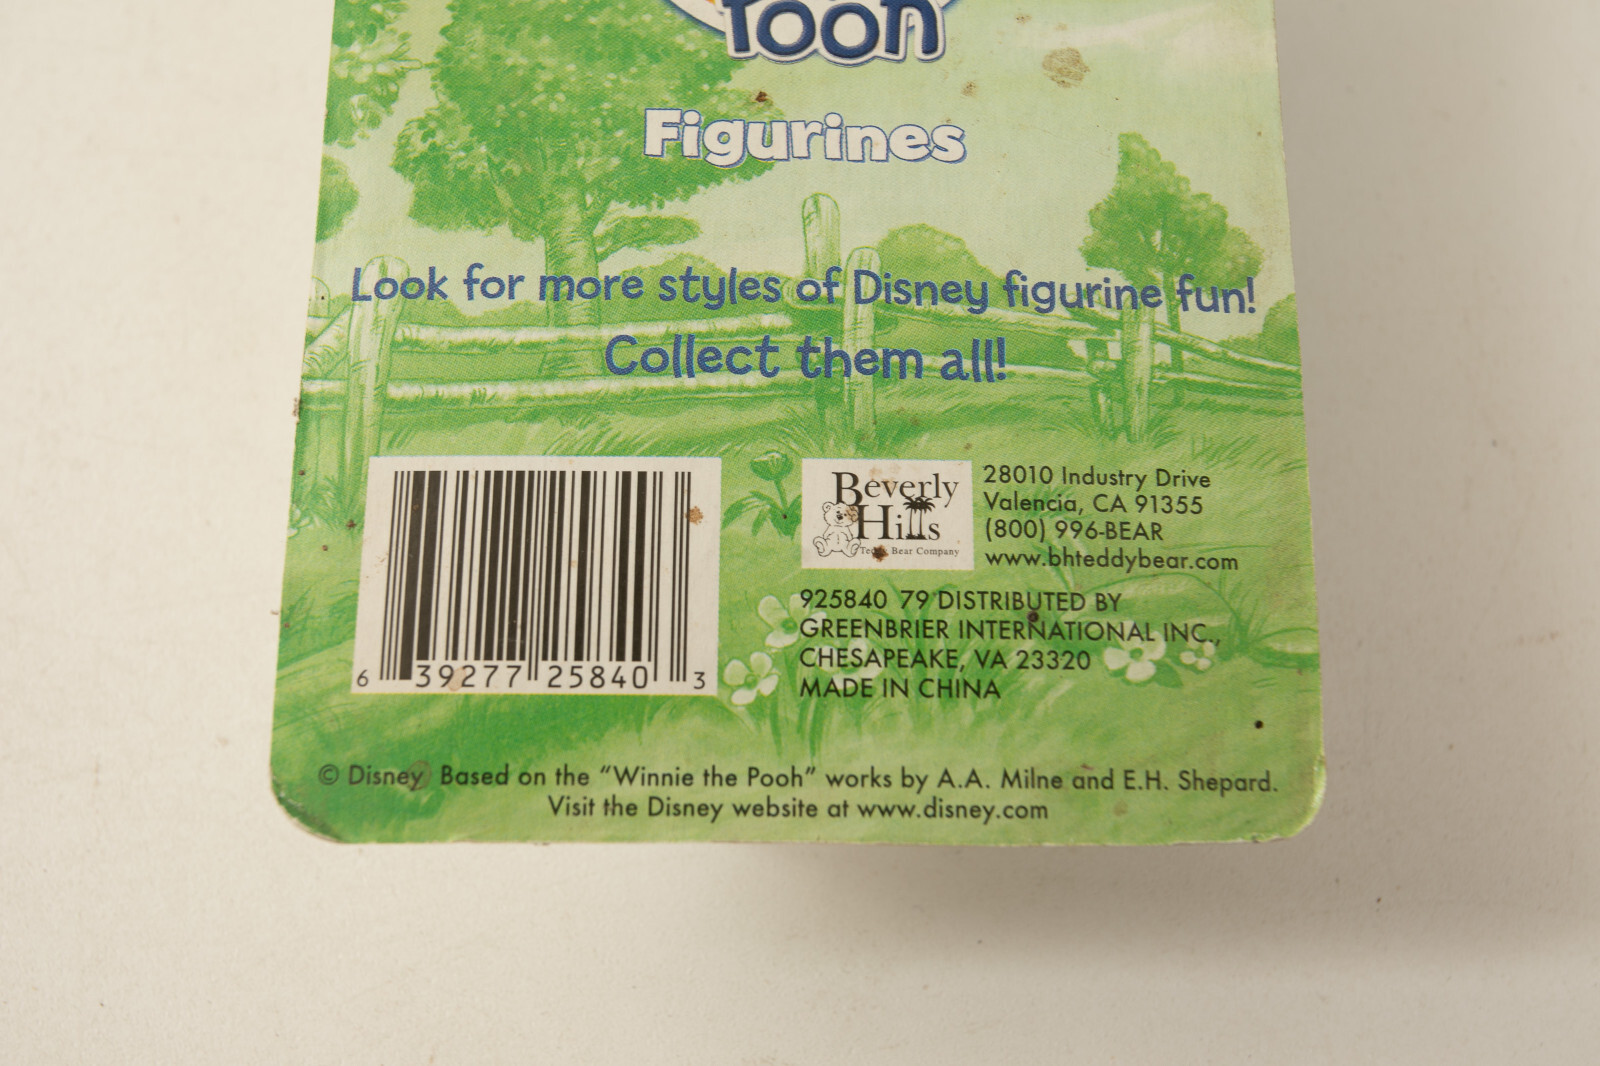 Toon
Figurines
Look for more styles of Disney figurine fun!
Collect them all!
6 39277 25840 3
Beverly
Hills
Teddy Bear Company
28010 Industry Drive
Valencia, CA 91355
(800) 996-BEAR
www.bhteddybear.com
925840 79 DISTRIBUTED BY
GREENBRIER INTERNATIONAL INC.,
CHESAPEAKE, VA 23320
MADE IN CHINA
© Disney Based on the “Winnie the Pooh” works by A.A. Milne and E.H. Shepard.
Visit the Disney website at www.disney.com